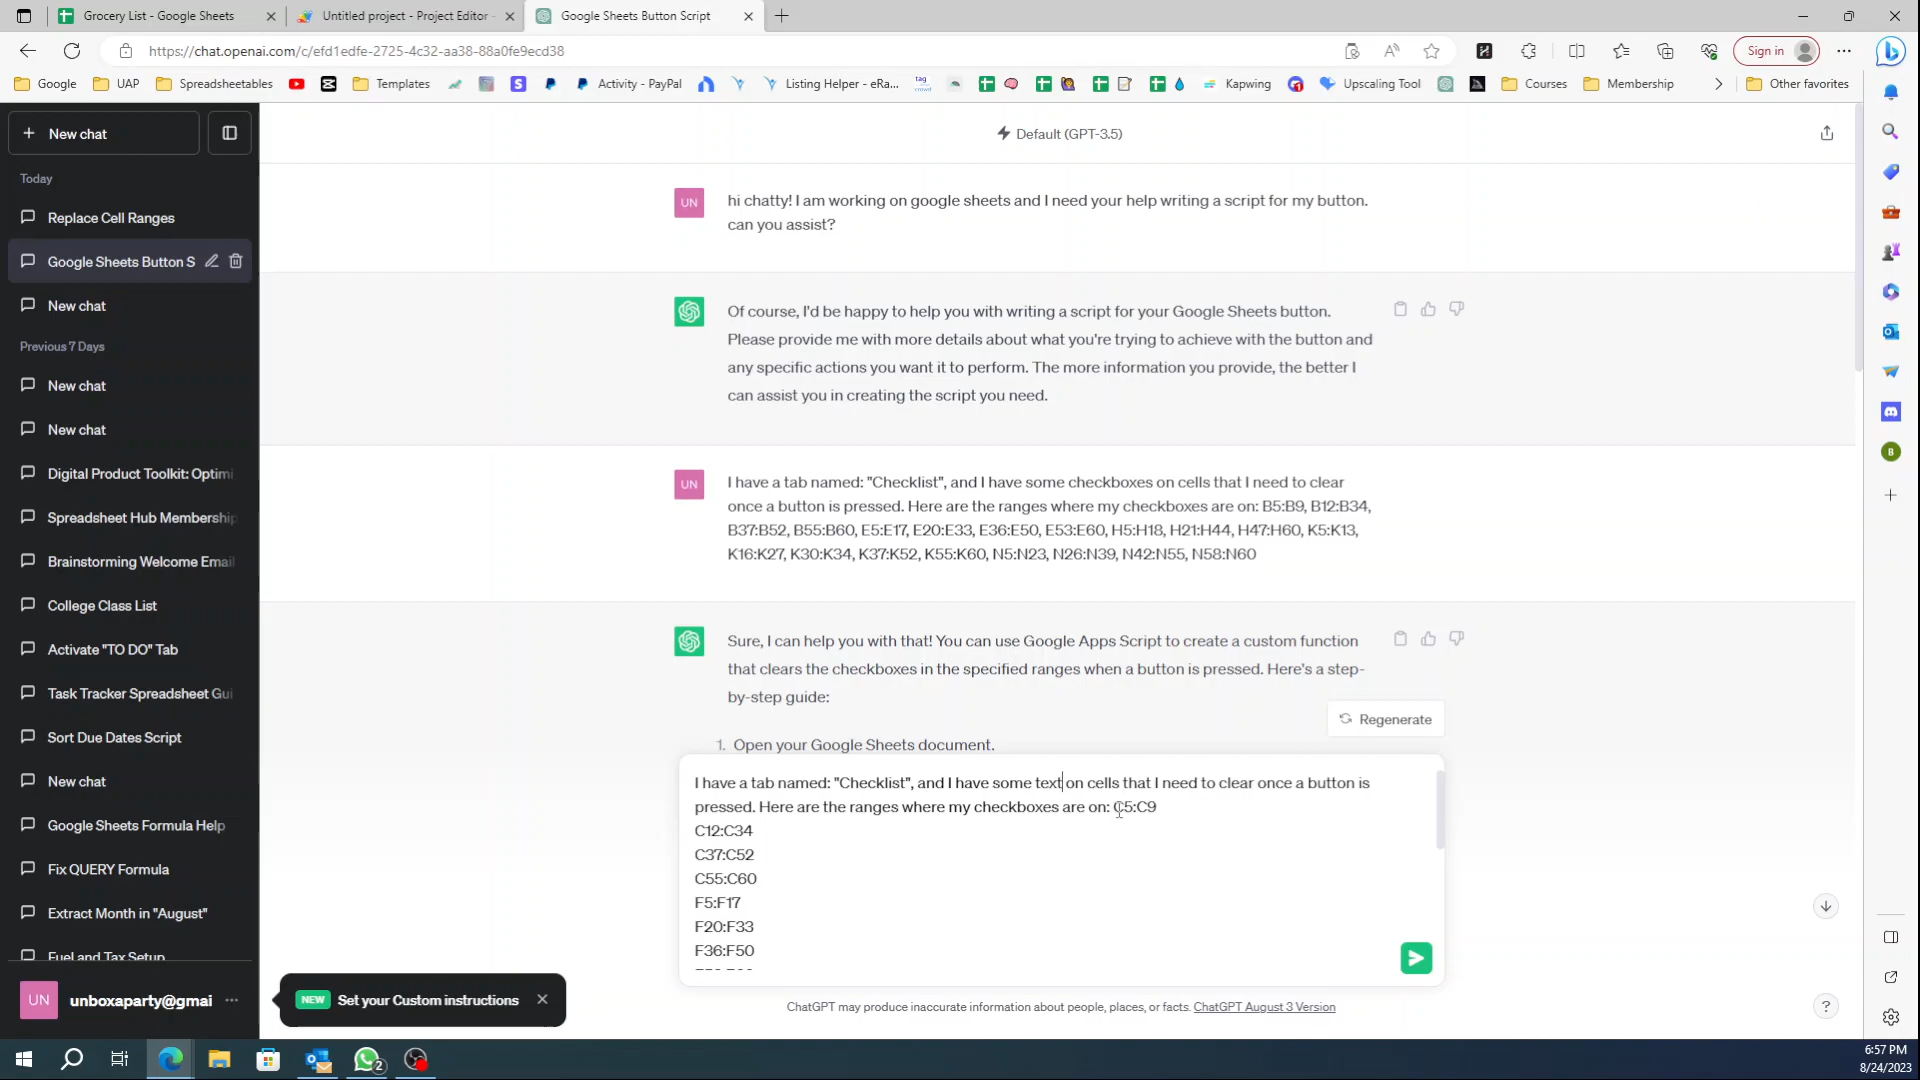 Grocery List - Google Sheets
Untitled project - Project Editor -
Google Sheets Button Script
https://chat.openai.com/c/efd1edfe-2725-4c32-aa38-88a0fe9ecd38
Sign in
Google
UAP
Spreadsheetables
Templates
Activity - PayPal
Listing Helper - eRa...
Kapwing
Upscaling Tool
Courses
Membership
Other favorites
New chat
Today
Replace Cell Ranges
Google Sheets Button S
New chat
Previous 7 Days
New chat
New chat
Digital Product Toolkit: Optimi
Spreadsheet Hub Membership
Brainstorming Welcome Email
College Class List
Activate "TO DO" Tab
Task Tracker Spreadsheet Gui
Sort Due Dates Script
New chat
Google Sheets Formula Help
Fix QUERY Formula
Extract Month in "August"
Fuel and Tax Setup
UN
unboxaparty@gmai
NEW Set your Custom instructions
Default (GPT-3.5)
UN
hi chatty! I am working on google sheets and I need your help writing a script for my button.
can you assist?
Of course, I'd be happy to help you with writing a script for your Google Sheets button.
Please provide me with more details about what you're trying to achieve with the button and
any specific actions you want it to perform. The more information you provide, the better I
can assist you in creating the script you need.
UN
I have a tab named: "Checklist", and I have some checkboxes on cells that I need to clear
once a button is pressed. Here are the ranges where my checkboxes are on: B5:B9, B12:B34,
B37:B52, B55:B60, E5:E17, E20:E33, E36:E50, E53:E60, H5:H18, H21:H44, H47:H60, K5:K13,
K16:K27, K30:K34, K37:K52, K55:K60, N5:N23, N26:N39, N42:N55, N58:N60
Sure, I can help you with that! You can use Google Apps Script to create a custom function
that clears the checkboxes in the specified ranges when a button is pressed. Here's a step-
by-step guide:
Regenerate
1. Open your Google Sheets document.
I have a tab named: "Checklist", and I have some text on cells that I need to clear once a button is
pressed. Here are the ranges where my checkboxes are on: C5:C9
C12:C34
C37:C52
C55:C60
F5:F17
F20:F33
F36:F50
ChatGPT may produce inaccurate information about people, places, or facts. ChatGPT August 3 Version
?
B
2
6:57 PM
8/24/2023